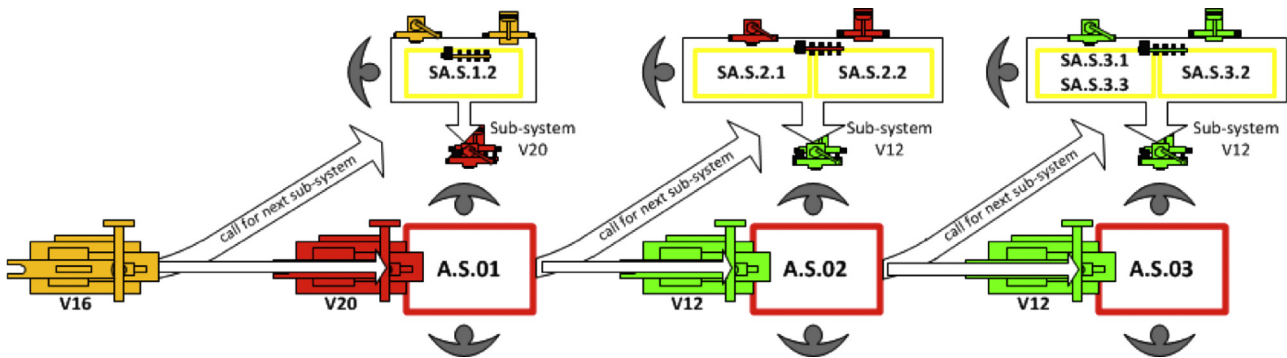 SA.S.1.2
SA.S.2.1
SA.S.2.2
SA.S.3.1
SA.S.3.3
SA.S.3.2
Sub-system
V20
Sub-system
V12
Sub-system
V12
call for next sub-system
call for next sub-system
call for next sub-system
A.S.01
A.S.02
A.S.03
V16
V20
V12
V12